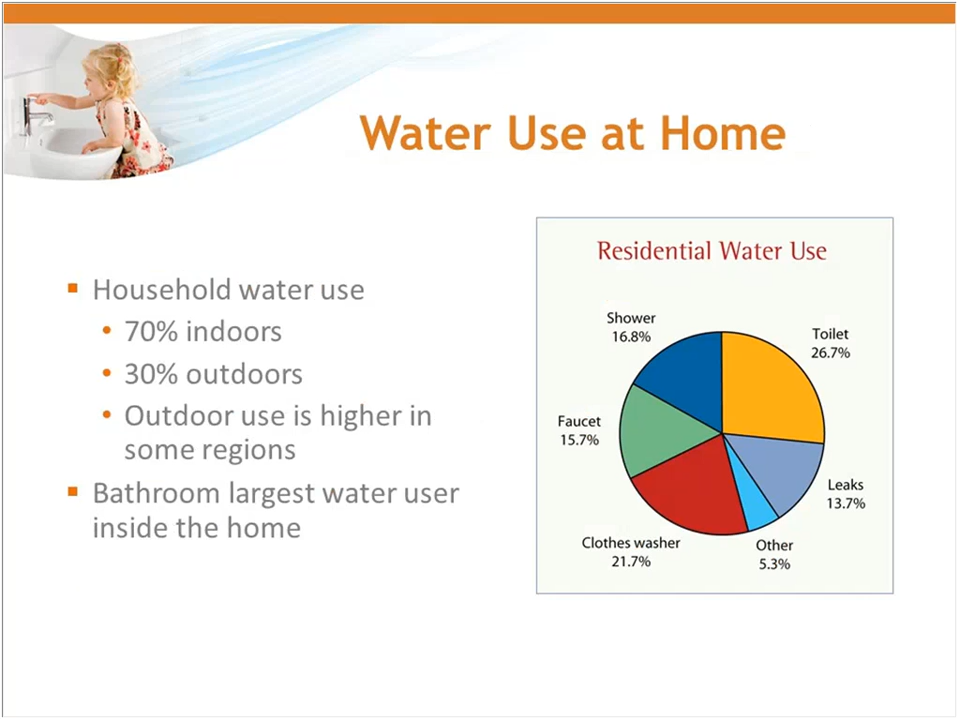 Water Use at Home
▪ Household water use
• 70% indoors
• 30% outdoors
• Outdoor use is higher in
some regions
▪ Bathroom largest water user
inside the home
Residential Water Use
Shower
16.8%
Toilet
26.7%
Faucet
15.7%
Leaks
13.7%
Clothes washer
21.7%
Other
5.3%